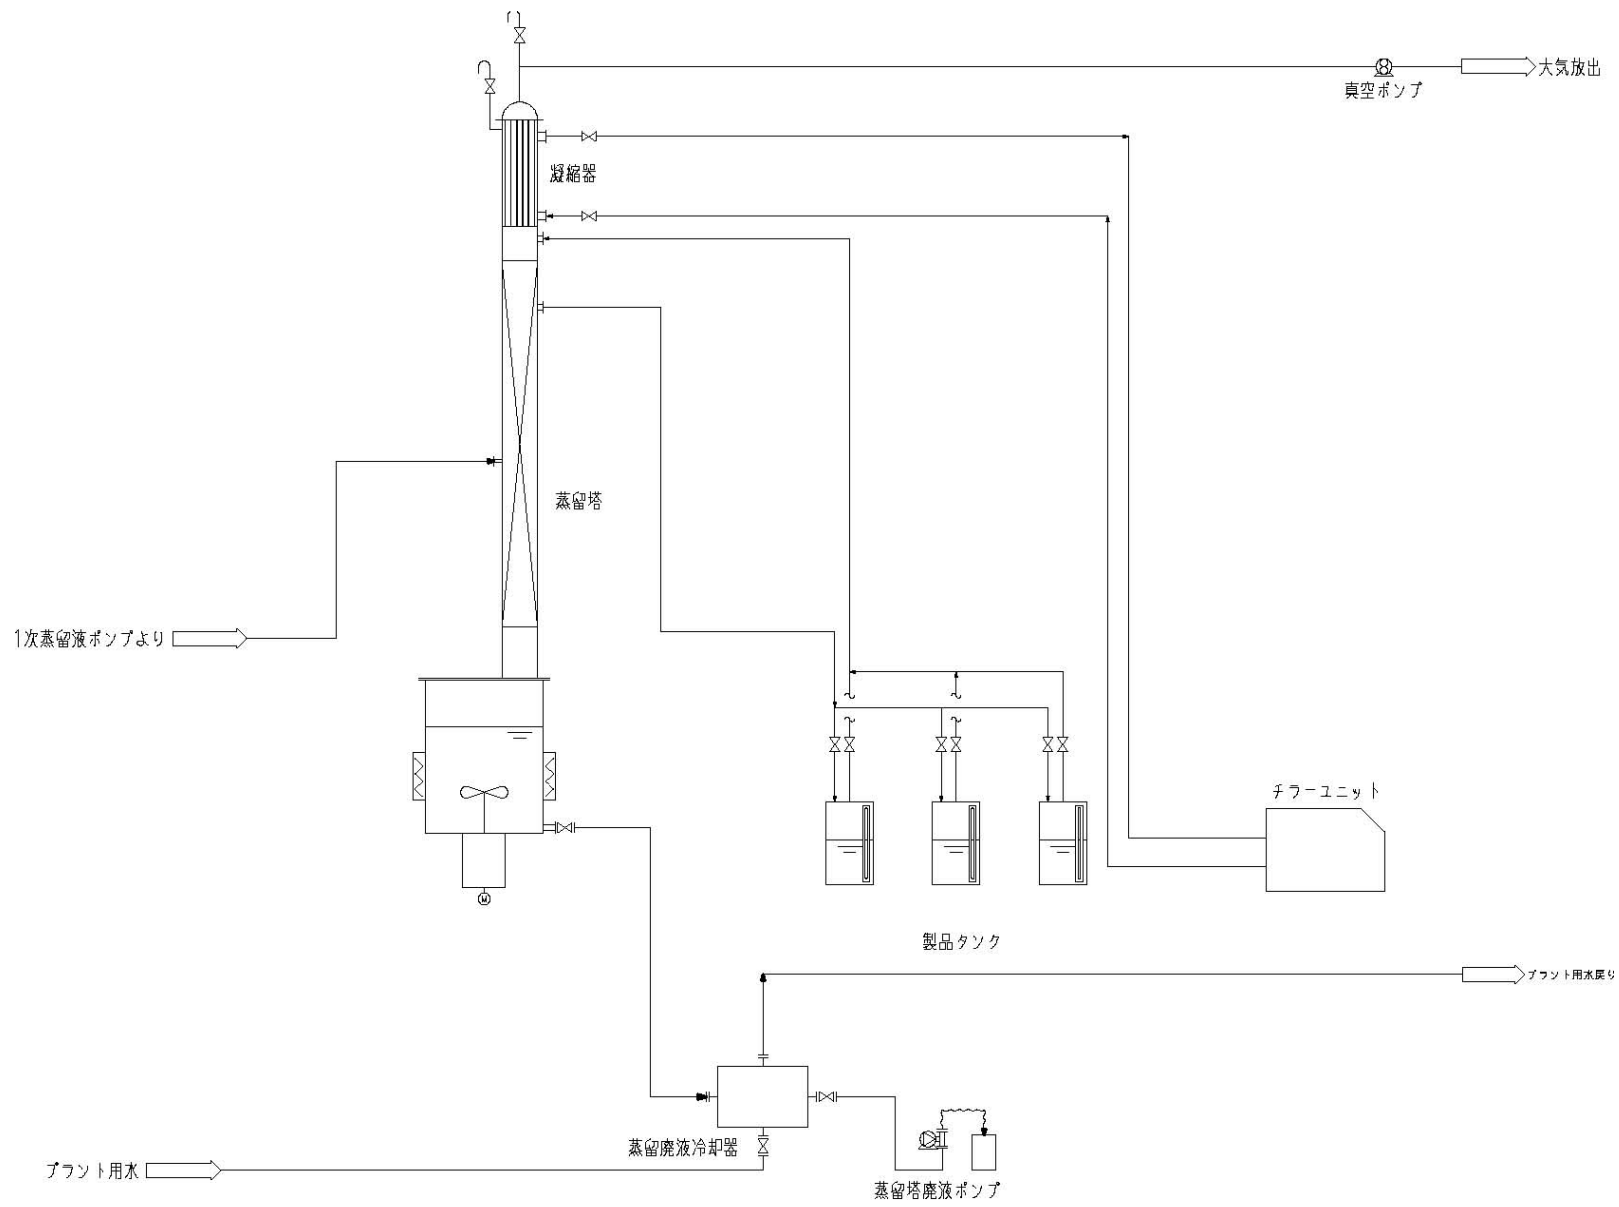 大気放出
真空ポンプ
凝縮器
蒸留塔
1次蒸留液ポンプより
チラーユニット
M
製品タンク
プラント用水戻り
蒸留廃液冷却器
プラント用水
蒸留塔廃液ポンプ